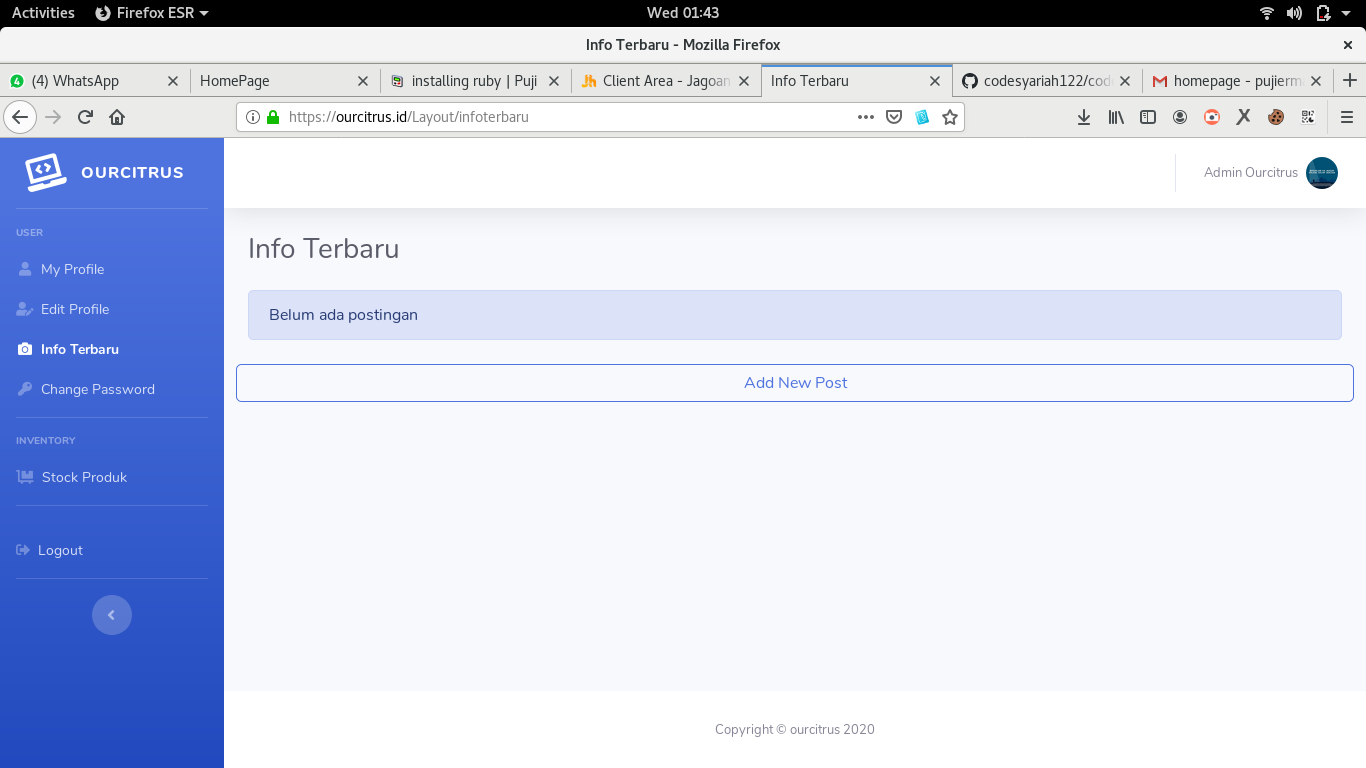 Activities Firefox ESR Wed 01:43
Info Terbaru - Mozilla Firefox
(4) WhatsApp HomePage installing ruby | Puji Client Area - Jagoan Info Terbaru codesyariah122/cod homepage - pujierm
https://ourcitrus.id/Layout/infoterbaru
OURCITRUS
Admin Ourcitrus
USER
My Profile
Edit Profile
Info Terbaru
Change Password
INVENTORY
Stock Produk
Logout
Info Terbaru
Belum ada postingan
Add New Post
Copyright © ourcitrus 2020